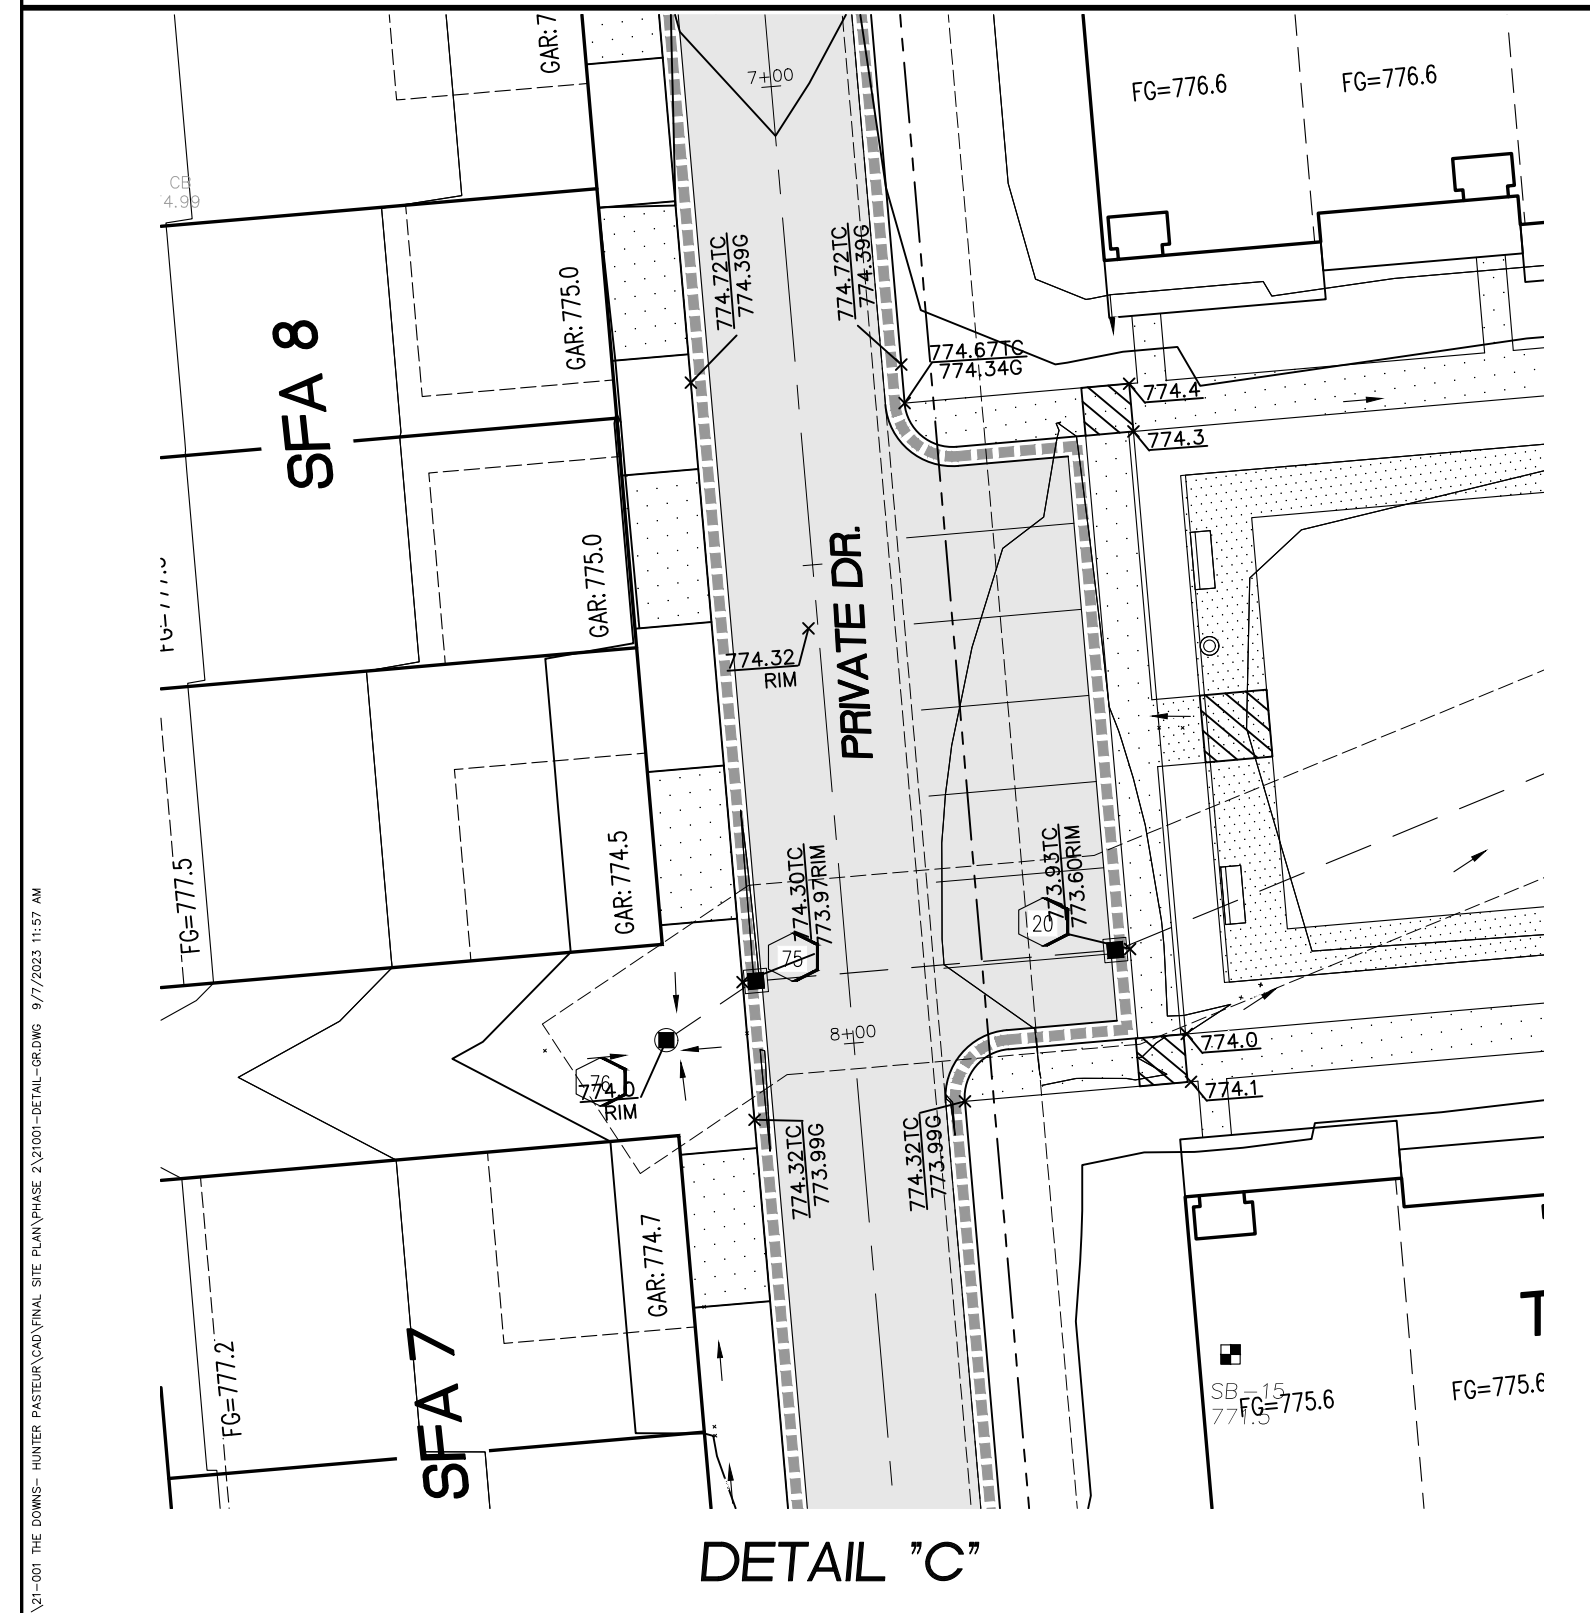 7+00
FG=776.6
FG=776.6
CB
4.99
SFA 8
GAR: 775.0
774.72TC
774.39G
774.72TC
774.39G
774.67TC
774.34G
774.4
774.3
GAR: 775.0
PRIVATE DR.
774.32
RIM
GAR: 774.5
FG=777.5
774.30TC
773.97RIM
75
773.93TC
773.60RIM
20
8+00
774.0
774.1
76
774.0
RIM
774.32TC
773.99G
774.32TC
773.99G
GAR: 774.7
SFA 7
FG=777.2
SB-15
FG=775.6
FG=775.6
DETAIL "C"
\21-001 THE DOWNS- HUNTER PASTEUR\CAD\FINAL SITE PLAN\PHASE 2\21001-DETAIL-GR.DWG 9/7/2023 11:57 AM